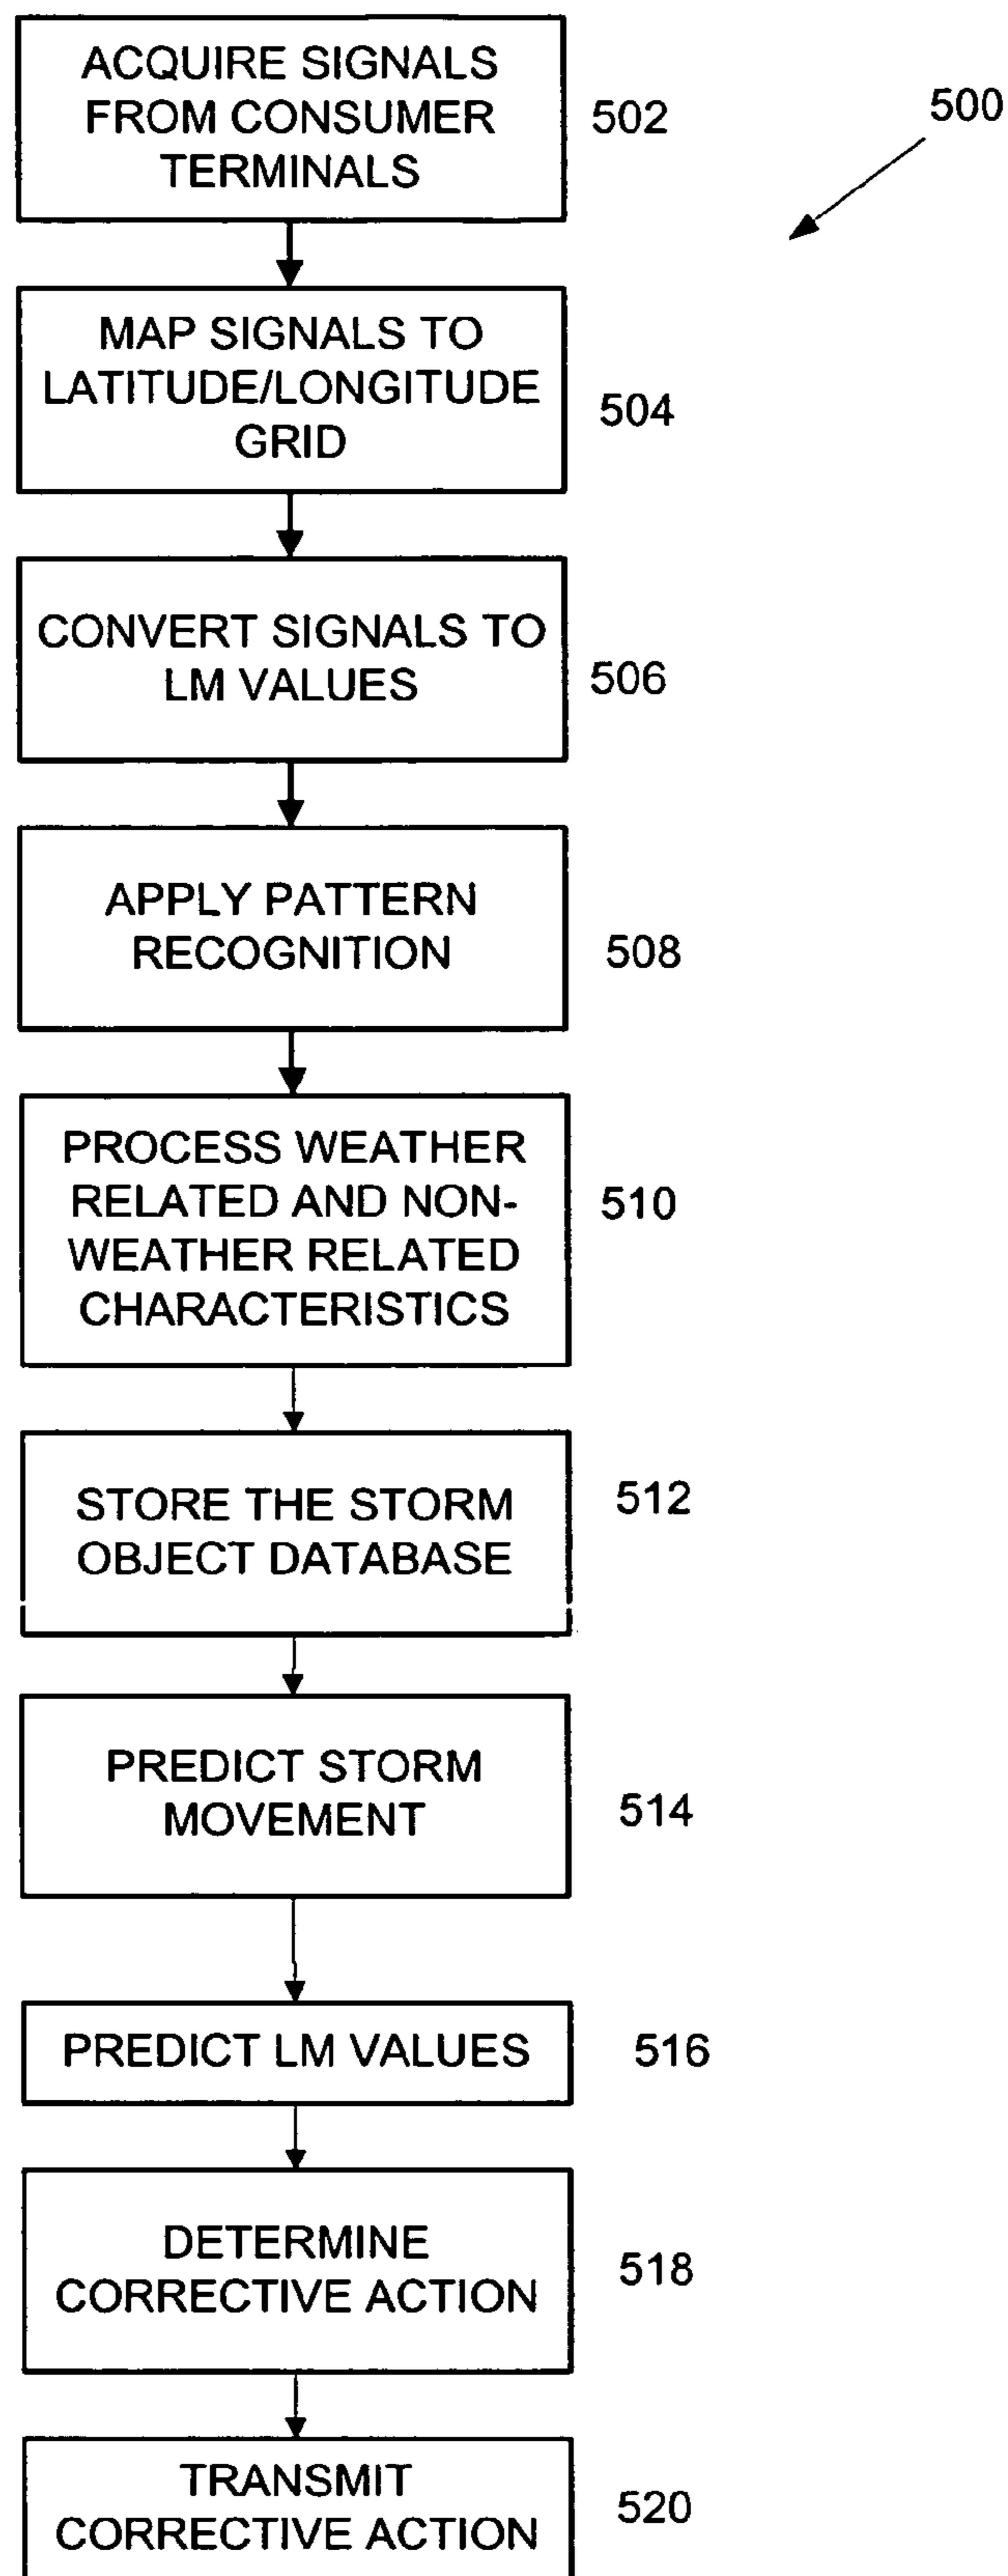 ACQUIRE SIGNALS
FROM CONSUMER
TERMINALS
502
500
MAP SIGNALS TO
LATITUDE/LONGITUDE
GRID
504
CONVERT SIGNALS TO
LM VALUES
506
APPLY PATTERN
RECOGNITION
508
PROCESS WEATHER
RELATED AND NON-
WEATHER RELATED
CHARACTERISTICS
510
STORE THE STORM
OBJECT DATABASE
512
PREDICT STORM
MOVEMENT
514
PREDICT LM VALUES
516
DETERMINE
CORRECTIVE ACTION
518
TRANSMIT
CORRECTIVE ACTION
520